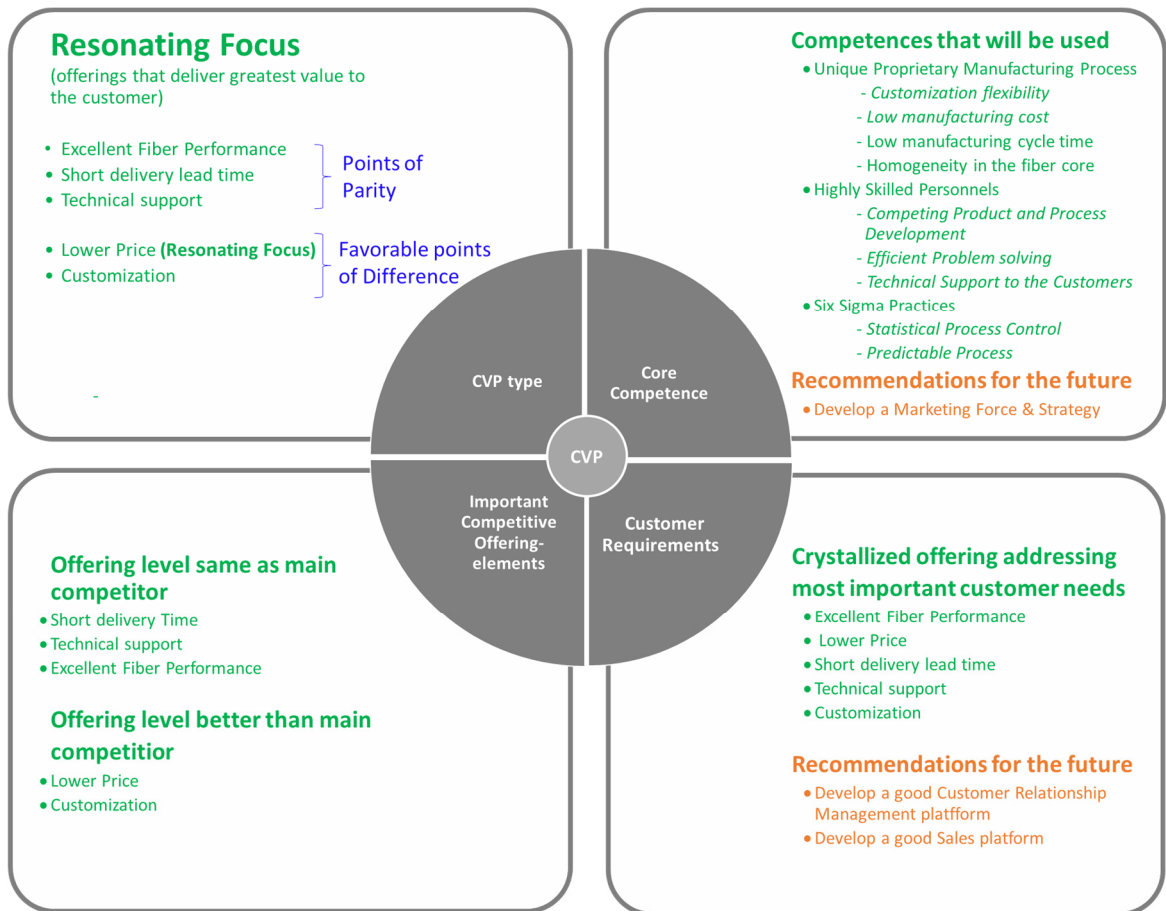 Resonating Focus
(offerings that deliver greatest value to
the customer)
• Excellent Fiber Performance
• Short delivery lead time
• Technical support
Points of
Parity
• Lower Price (Resonating Focus)
• Customization
Favorable points
of Difference
-
Competences that will be used
• Unique Proprietary Manufacturing Process
- Customization flexibility
- Low manufacturing cost
- Low manufacturing cycle time
- Homogeneity in the fiber core
• Highly Skilled Personnels
- Competing Product and Process
Development
- Efficient Problem solving
- Technical Support to the Customers
• Six Sigma Practices
- Statistical Process Control
- Predictable Process
Recommendations for the future
• Develop a Marketing Force & Strategy
CVP type
Core
Competence
CVP
Important
Competitive
Offering-
elements
Customer
Requirements
Offering level same as main
competitor
• Short delivery Time
• Technical support
• Excellent Fiber Performance
Offering level better than main
competitior
• Lower Price
• Customization
Crystallized offering addressing
most important customer needs
• Excellent Fiber Performance
• Lower Price
• Short delivery lead time
• Technical support
• Customization
Recommendations for the future
• Develop a good Customer Relationship
Management platfform
• Develop a good Sales platform